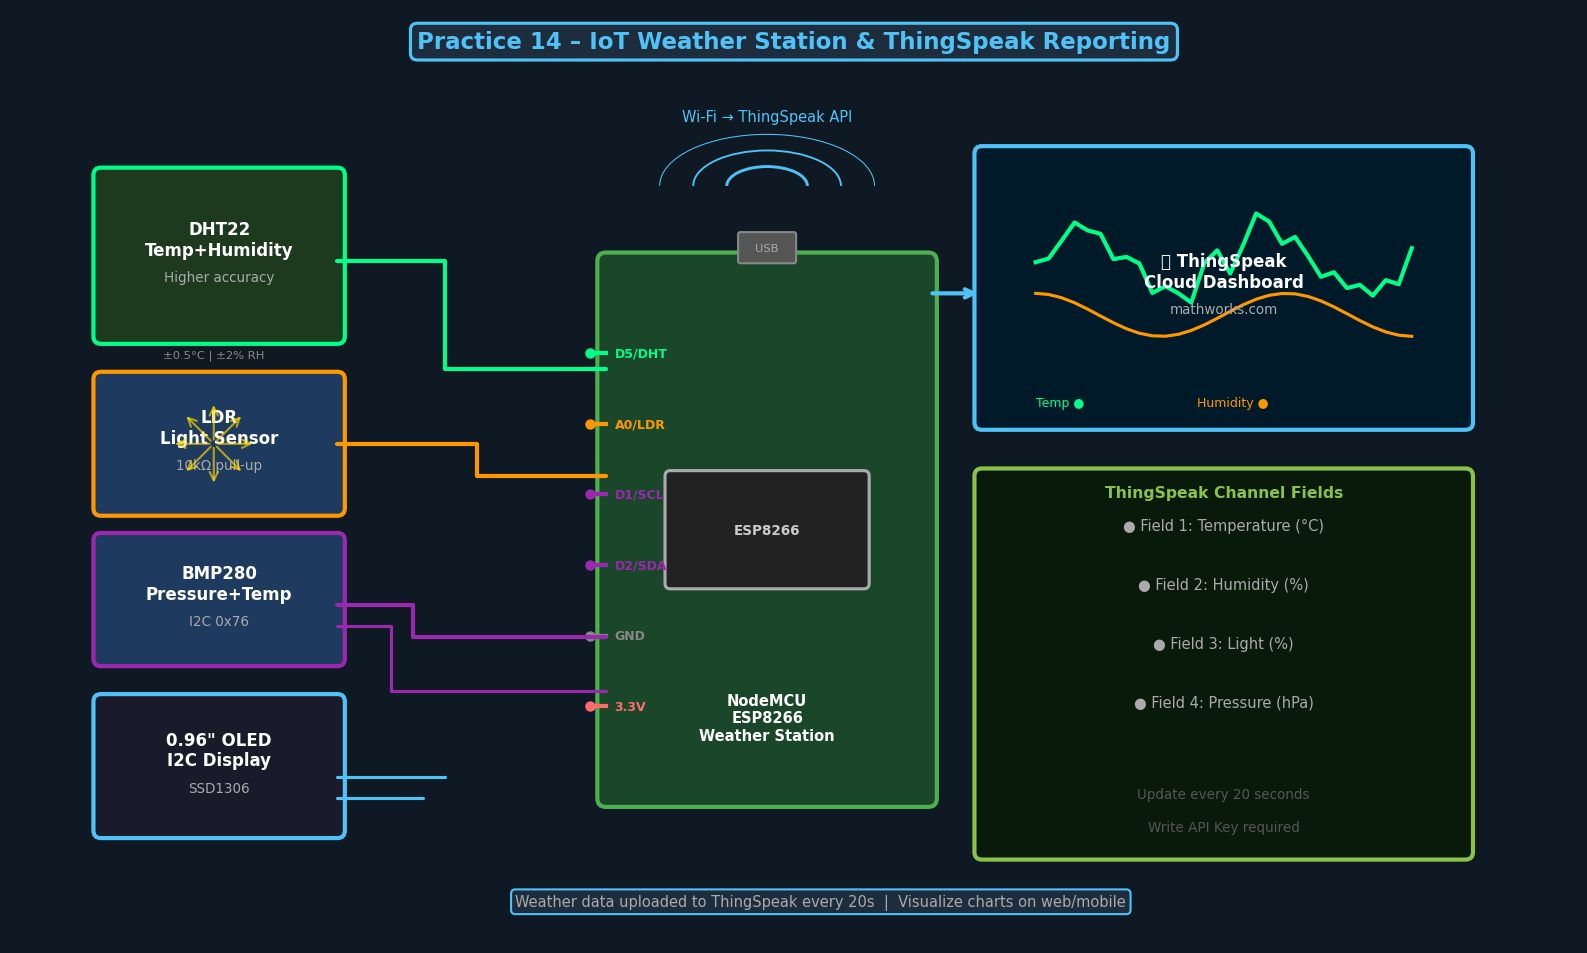 Practice 14 – IoT Weather Station & ThingSpeak Reporting
Wi-Fi → ThingSpeak API
DHT22
Temp+Humidity
Higher accuracy
±0.5°C | ±2% RH
LDR
Light Sensor
10kΩ pull-up
BMP280
Pressure+Temp
I2C 0x76
0.96" OLED
I2C Display
SSD1306
USB
D5/DHT
A0/LDR
D1/SCL
D2/SDA
GND
3.3V
ESP8266
NodeMCU
ESP8266
Weather Station
ThingSpeak
Cloud Dashboard
mathworks.com
Temp ●
Humidity ●
ThingSpeak Channel Fields
● Field 1: Temperature (°C)
● Field 2: Humidity (%)
● Field 3: Light (%)
● Field 4: Pressure (hPa)
Update every 20 seconds
Write API Key required
Weather data uploaded to ThingSpeak every 20s | Visualize charts on web/mobile